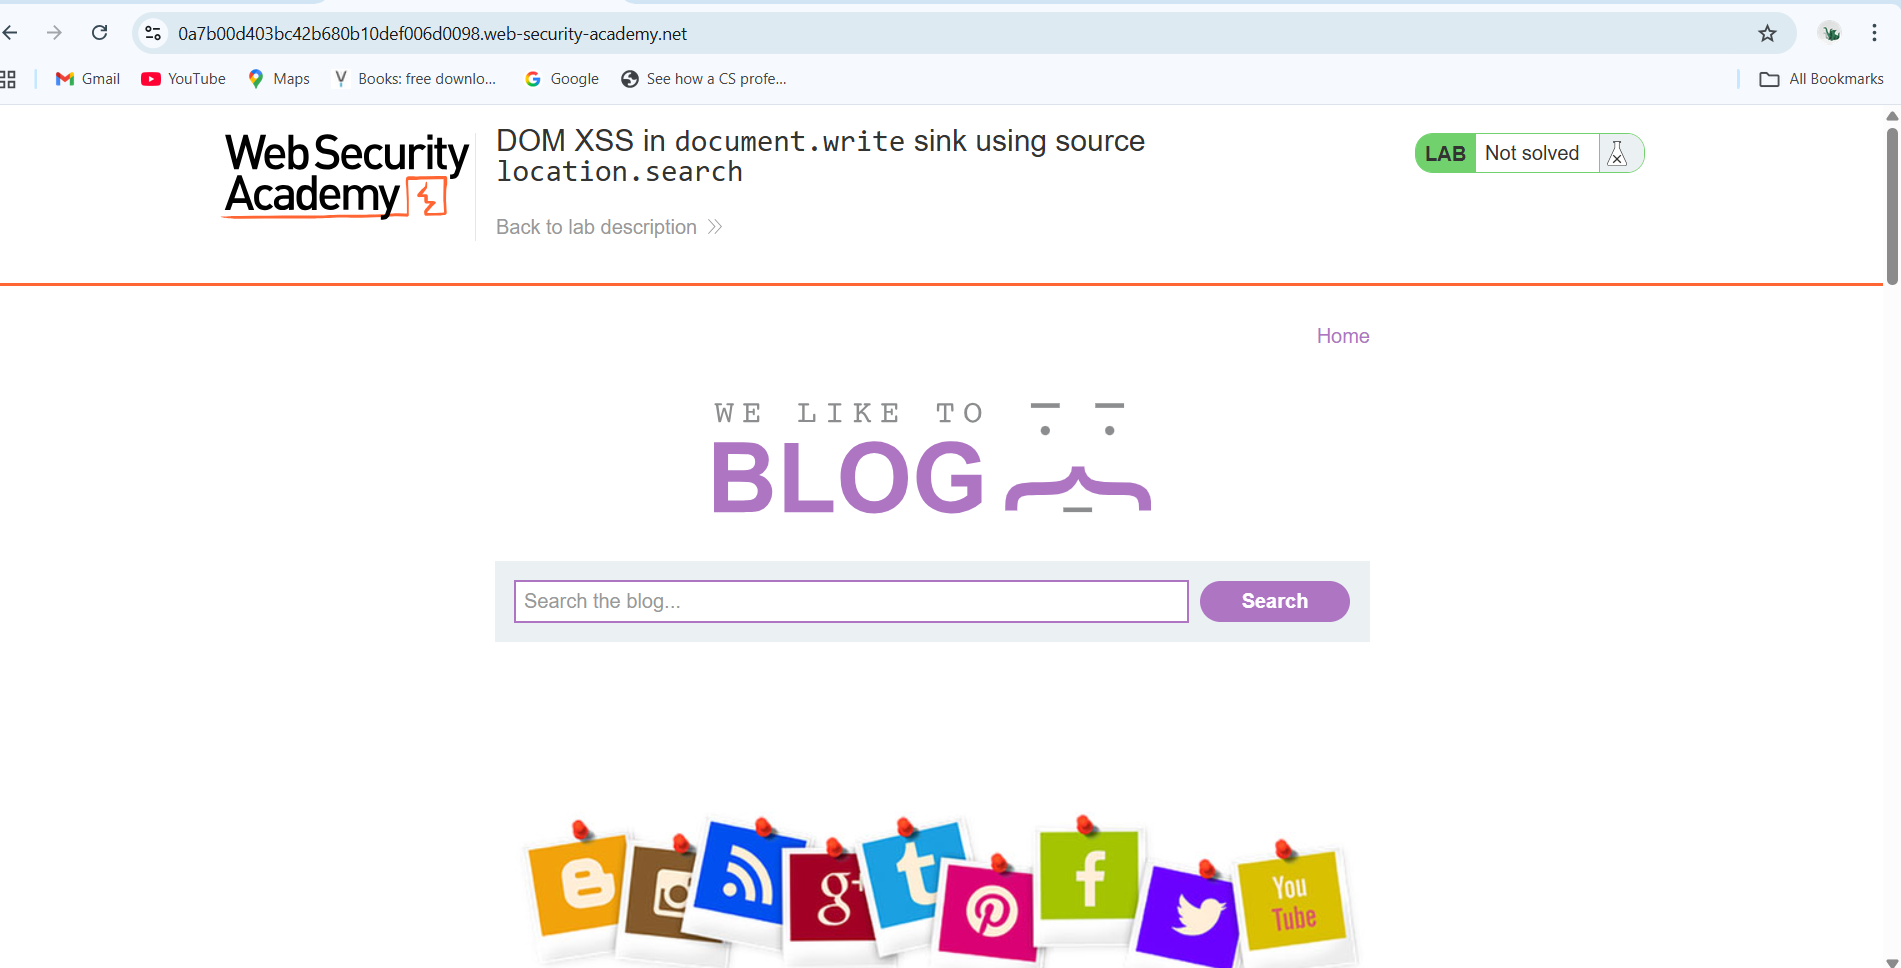 0a7b00d403bc42b680b10def006d0098.web-security-academy.net
Gmail YouTube Maps Books: free downlo... Google See how a CS profe... All Bookmarks
Web Security
Academy
DOM XSS in document.write sink using source
location.search
LAB Not solved
Back to lab description
Home
WE LIKE TO
BLOG
Search the blog... Search
g+
t
f
You
Tube